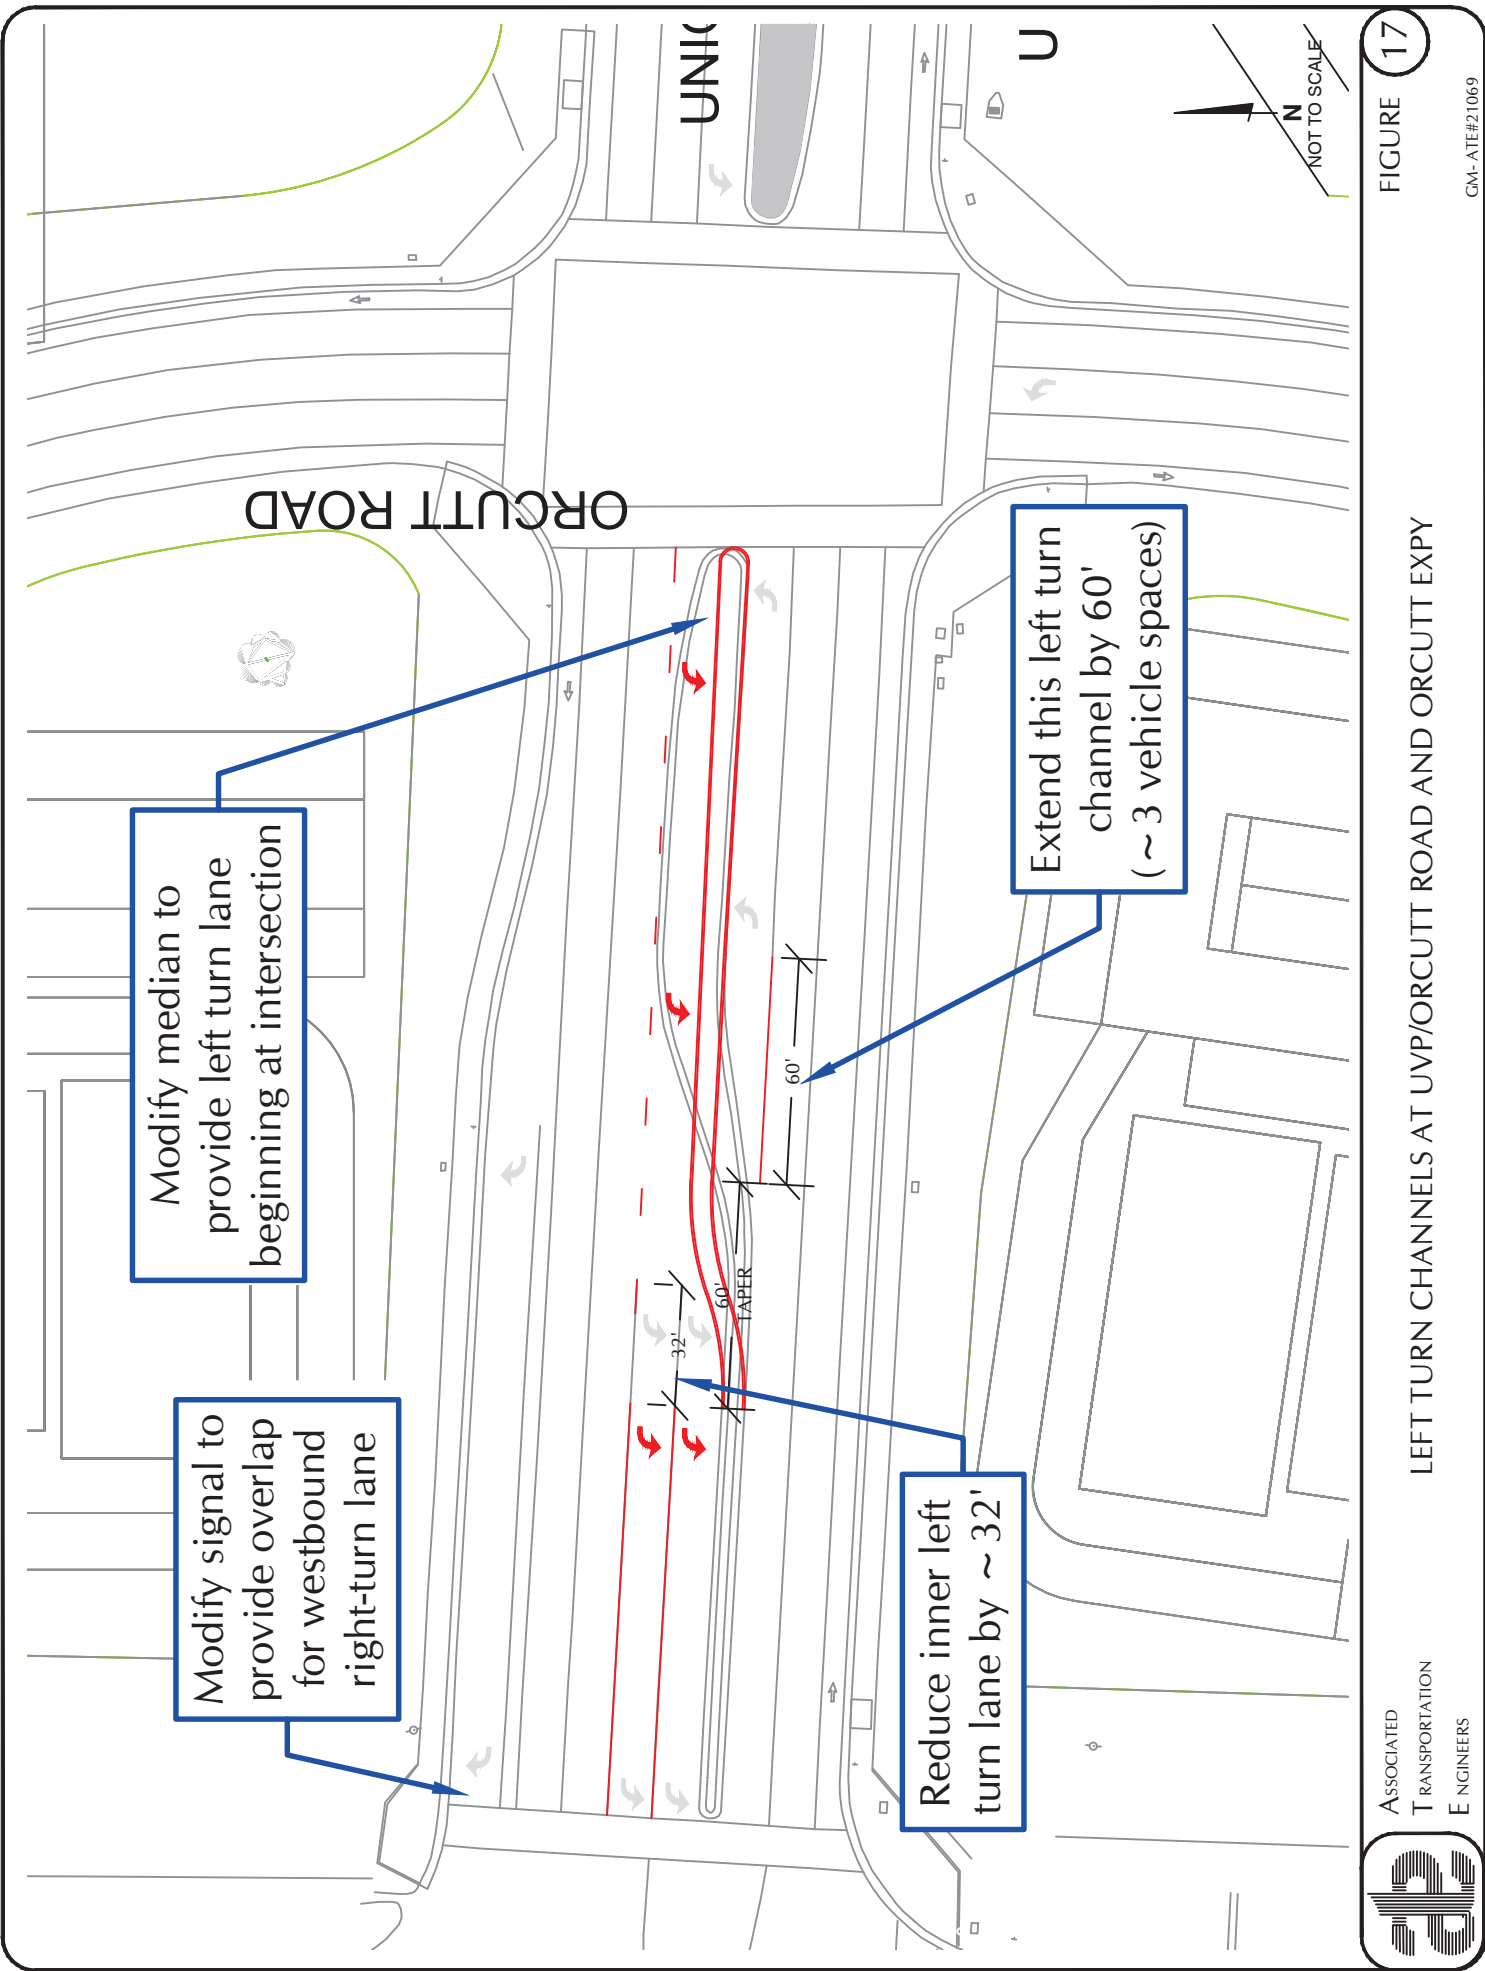 Modify signal to
provide overlap
for westbound
right-turn lane
Modify median to
provide left turn lane
beginning at intersection
ORCUTT ROAD
UNIO
32'
60'
TAPER
60'
Reduce inner left
turn lane by ~ 32'
Extend this left turn
channel by 60'
(~ 3 vehicle spaces)
U
N
NOT TO SCALE
ASSOCIATED
TRANSPORTATION
ENGINEERS
LEFT TURN CHANNELS AT UVP/ORCUTT ROAD AND ORCUTT EXPY
FIGURE 17
GM- ATE#21069